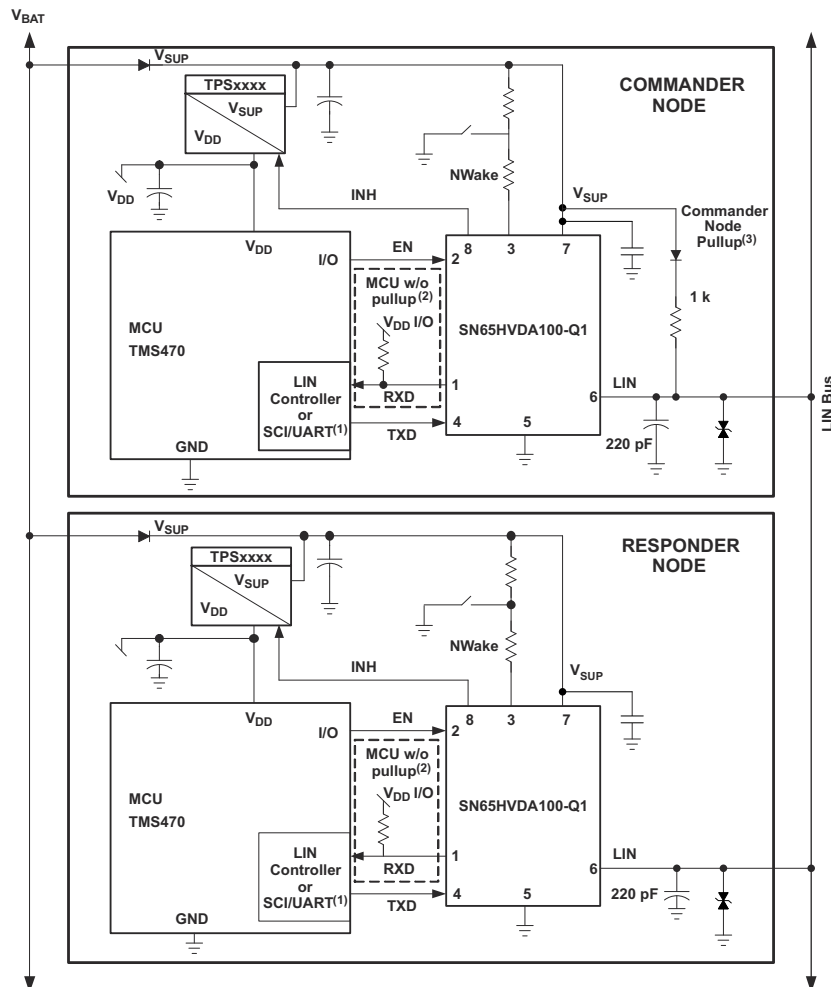 VBAT
VSUP
TPSxxxx
VSUP
VDD
COMMANDER
NODE
NWake
VDD
INH
VSUP
Commander
Node
Pullup(3)
VDD
I/O
EN
8
3
7
2
MCU w/o
pullup(2)
VDD I/O
1 k
MCU
TMS470
SN65HVDA100-Q1
LIN
Controller
or
SCI/UART(1)
1
RXD
6
LIN
4
TXD
5
220 pF
GND
LIN Bus
VSUP
TPSxxxx
VSUP
VDD
RESPONDER
NODE
NWake
INH
VSUP
VDD
I/O
EN
8
3
7
2
MCU w/o
pullup(2)
VDD I/O
MCU
TMS470
SN65HVDA100-Q1
LIN
Controller
or
SCI/UART(1)
1
RXD
6
LIN
4
TXD
5
220 pF
GND